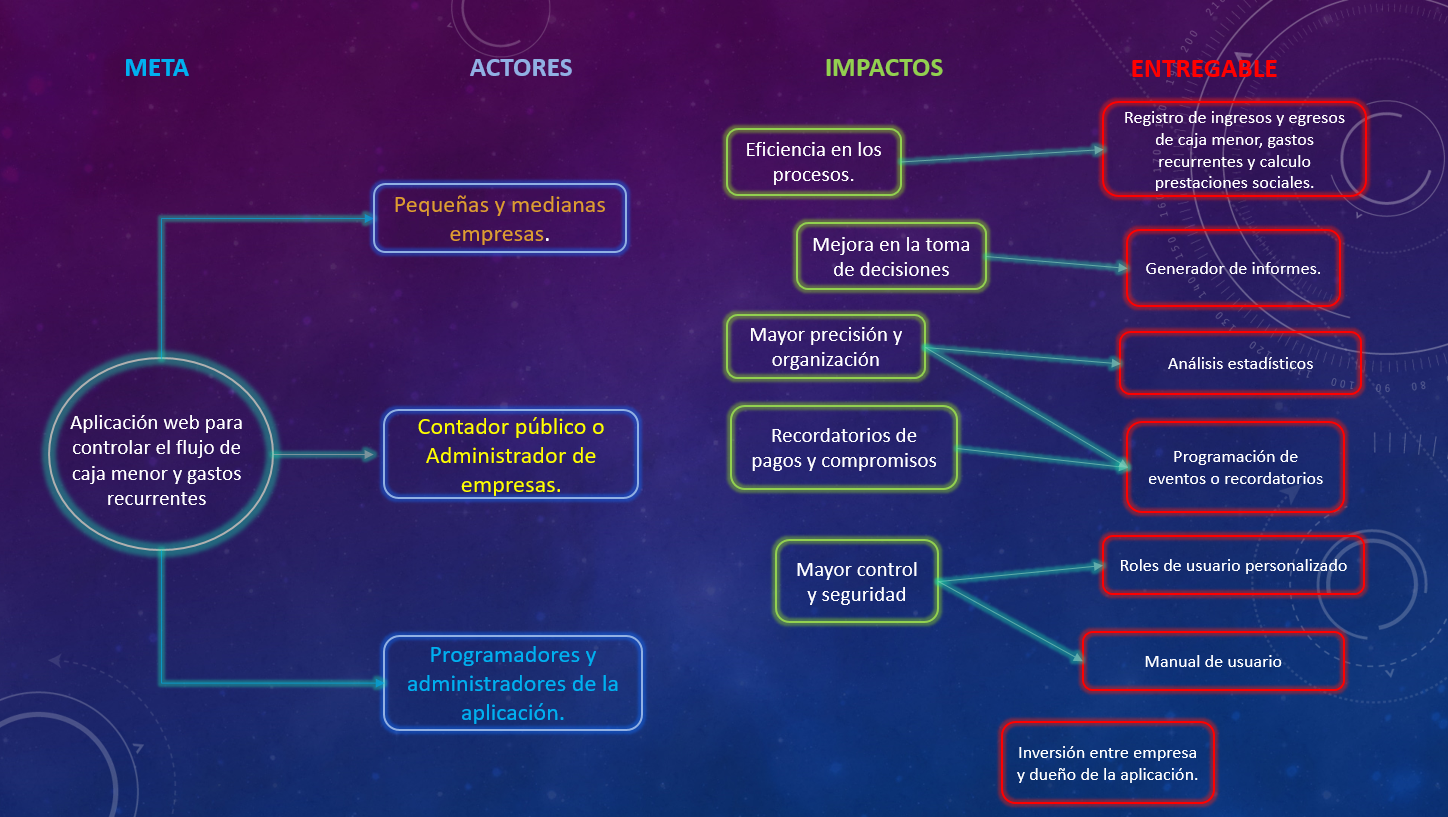 META
ACTORES
IMPACTOS
ENTREGABLE
Aplicación web para
controlar el flujo de
caja menor y gastos
recurrentes
Pequeñas y medianas
empresas.
Contador público o
Administrador de
empresas.
Programadores y
administradores de la
aplicación.
Eficiencia en los
procesos.
Mejora en la toma
de decisiones
Mayor precisión y
organización
Recordatorios de
pagos y compromisos
Mayor control
y seguridad
Registro de ingresos y egresos
de caja menor, gastos
recurrentes y calculo
prestaciones sociales.
Generador de informes.
Análisis estadísticos
Programación de
eventos o recordatorios
Roles de usuario personalizado
Manual de usuario
Inversión entre empresa
y dueño de la aplicación.